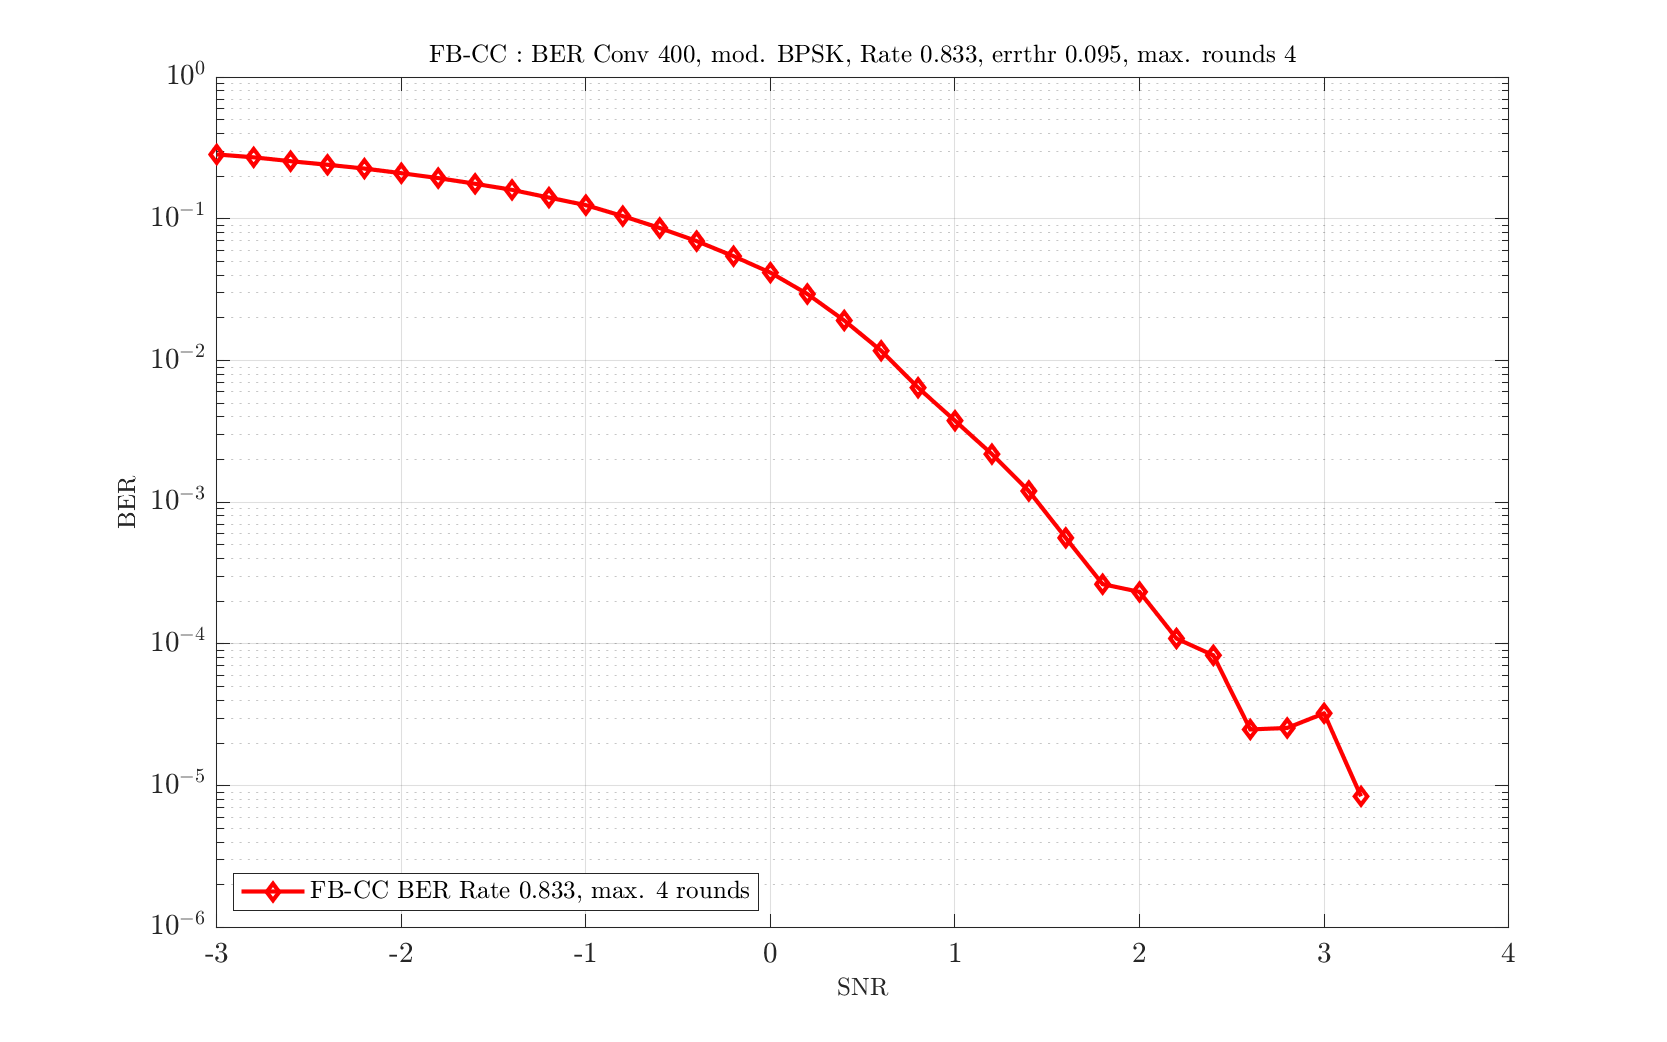 FB-CC : BER Conv 400, mod. BPSK, Rate 0.833, errthr 0.095, max. rounds 4
10^0
10^{-1}
10^{-2}
10^{-3}
10^{-4}
10^{-5}
10^{-6}
BER
FB-CC BER Rate 0.833, max. 4 rounds
-3 -2 -1 0 1 2 3 4
SNR